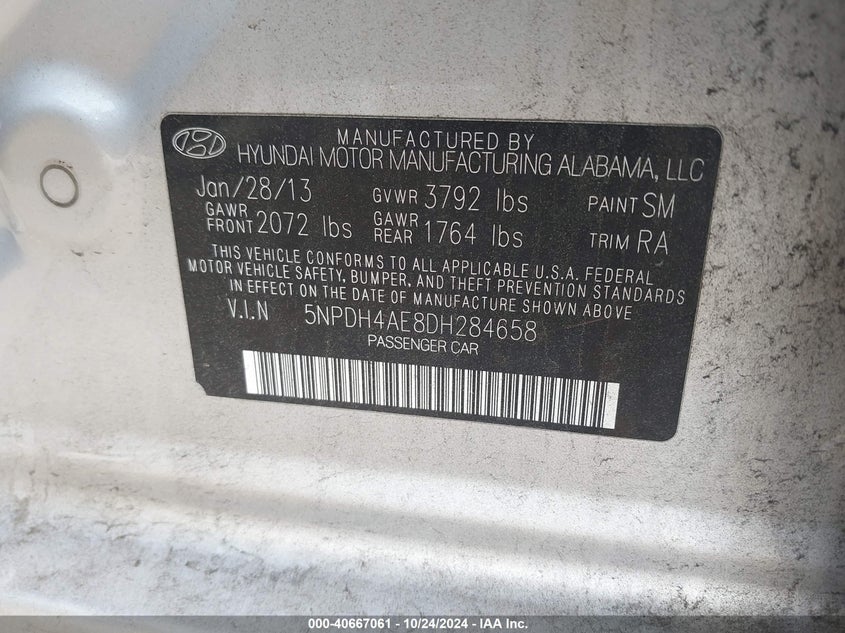 MANUFACTURED BY
HYUNDAI MOTOR MANUFACTURING ALABAMA, LLC
Jan/28/13 GVWR 3792 lbs PAINT SM
GAWR FRONT 2072 lbs GAWR REAR 1764 lbs TRIM RA
THIS VEHICLE CONFORMS TO ALL APPLICABLE U.S.A. FEDERAL
MOTOR VEHICLE SAFETY, BUMPER, AND THEFT PREVENTION STANDARDS
IN EFFECT ON THE DATE OF MANUFACTURE SHOWN ABOVE
V.I.N 5NPDH4AE8DH284658
PASSENGER CAR
000-40667061 - 10/24/2024 - IAA Inc.